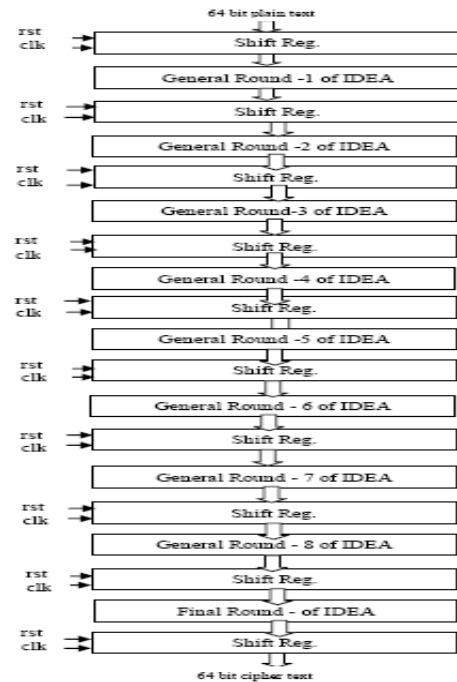 64 bit plain text
rst
clk
Shift Reg.
General Round -1 of IDEA
rst
clk
Shift Reg.
General Round -2 of IDEA
rst
clk
Shift Reg.
General Round-3 of IDEA
rst
clk
Shift Reg.
General Round -4 of IDEA
rst
clk
Shift Reg.
General Round -5 of IDEA
rst
clk
Shift Reg.
General Round - 6 of IDEA
rst
clk
Shift Reg.
General Round - 7 of IDEA
rst
clk
Shift Reg.
General Round - 8 of IDEA
rst
clk
Shift Reg.
Final Round - of IDEA
rst
clk
Shift Reg.
64 bit cipher text